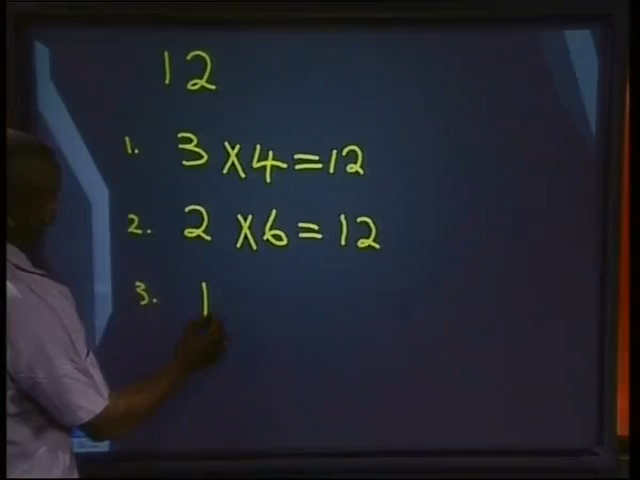 12
1. 3 × 4 = 12
2. 2 × 6 = 12
3. 1